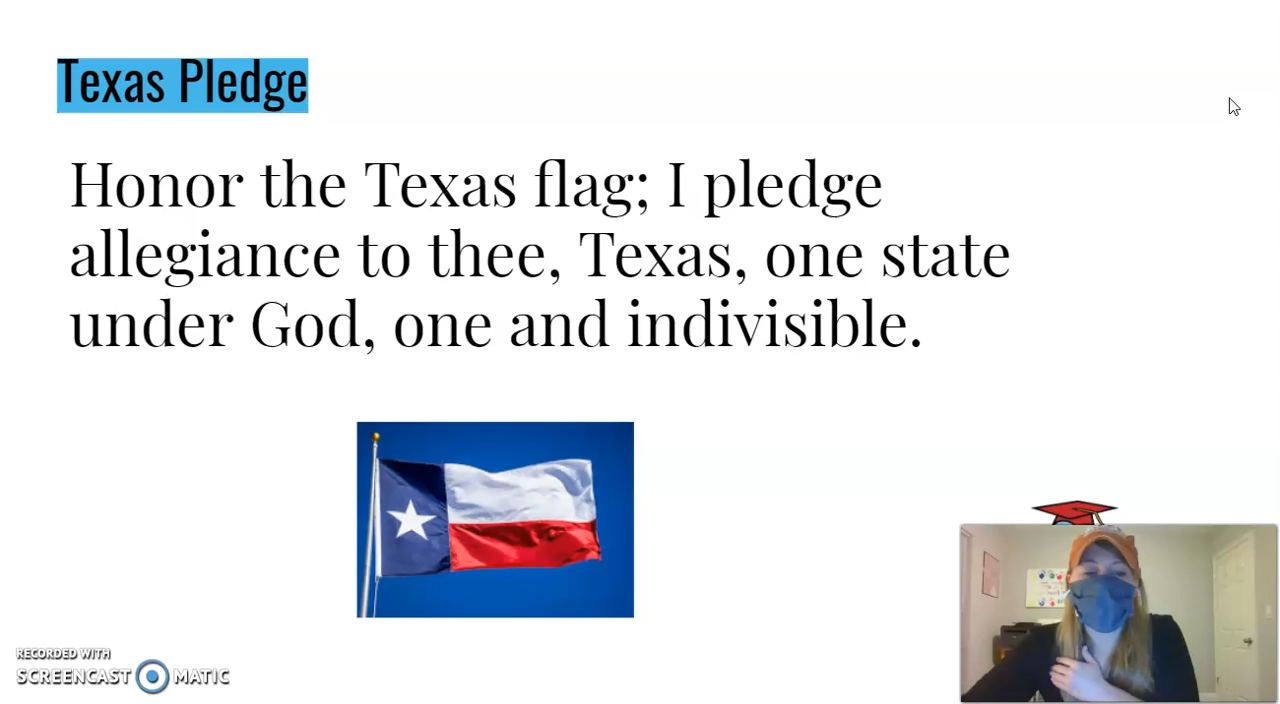 Texas Pledge
Honor the Texas flag; I pledge
allegiance to thee, Texas, one state
under God, one and indivisible.
RECORDED WITH
SCREENCAST MATIC